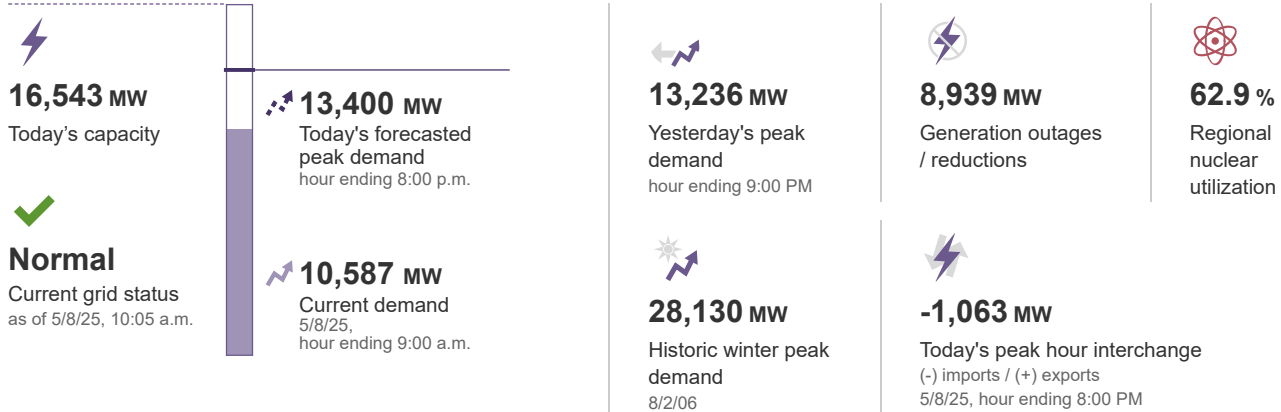 16,543 MW
Today's capacity
Normal
Current grid status
as of 5/8/25, 10:05 a.m.
13,400 MW
Today's forecasted
peak demand
hour ending 8:00 p.m.
10,587 MW
Current demand
5/8/25,
hour ending 9:00 a.m.
13,236 MW
Yesterday's peak
demand
hour ending 9:00 PM
8,939 MW
Generation outages
/ reductions
62.9 %
Regional
nuclear
utilization
28,130 MW
Historic winter peak
demand
8/2/06
-1,063 MW
Today's peak hour interchange
(-) imports / (+) exports
5/8/25, hour ending 8:00 PM